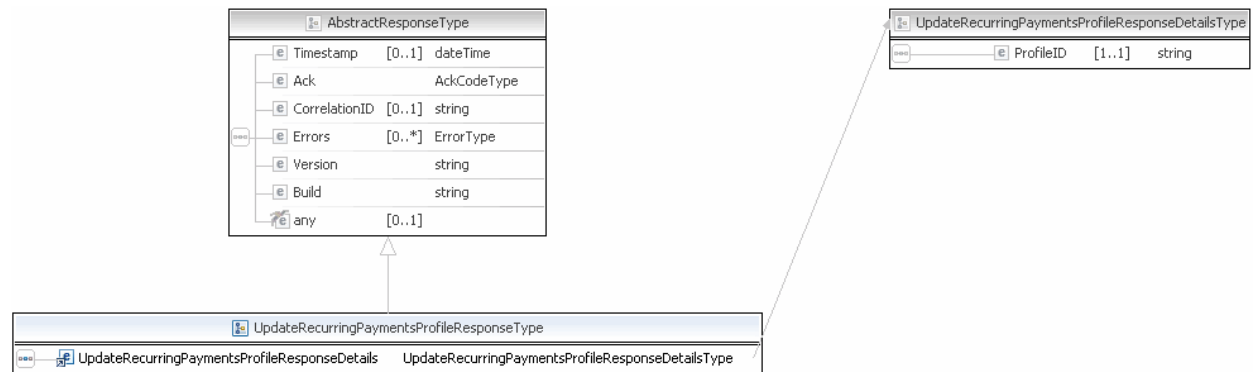 AbstractResponseType
e Timestamp [0..1] dateTime
e Ack AckCodeType
e CorrelationID [0..1] string
e Errors [0..*] ErrorType
e Version string
e Build string
e any [0..1]
UpdateRecurringPaymentsProfileResponseDetailsType
e ProfileID [1..1] string
UpdateRecurringPaymentsProfileResponseType
e UpdateRecurringPaymentsProfileResponseDetails UpdateRecurringPaymentsProfileResponseDetailsType